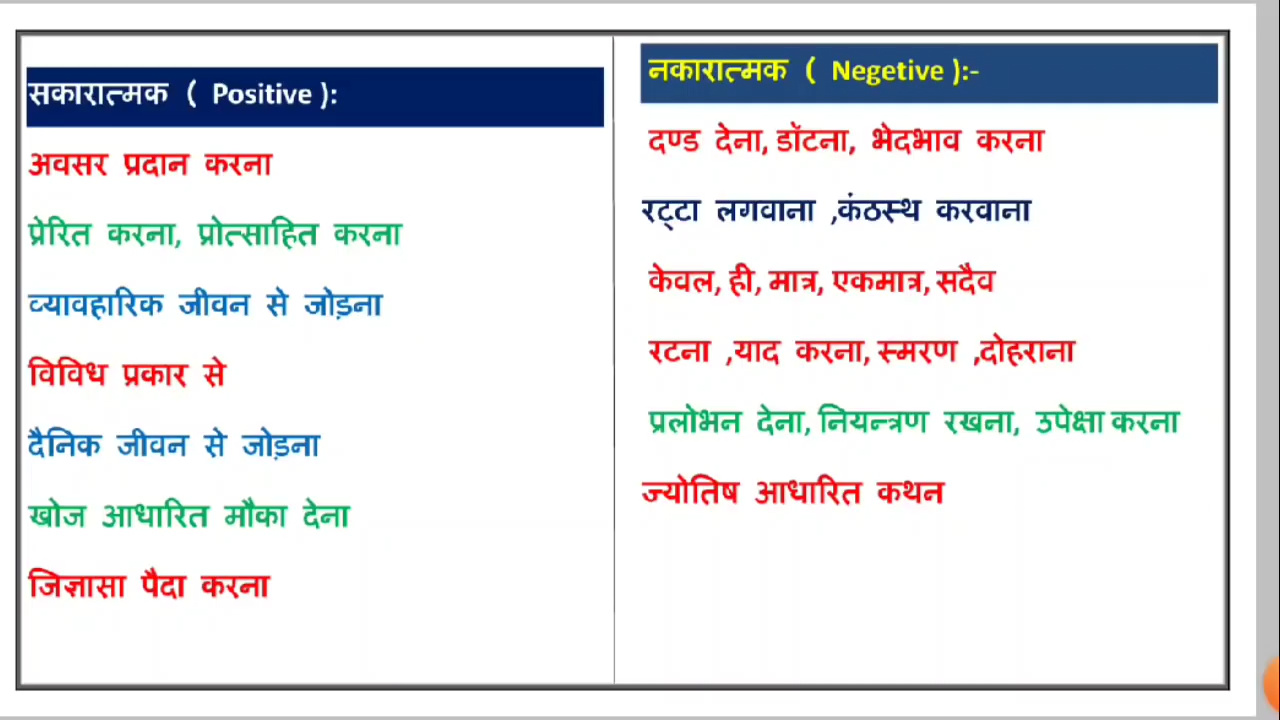 सकारात्मक ( Positive ):
अवसर प्रदान करना
प्रेरित करना, प्रोत्साहित करना
व्यावहारिक जीवन से जोड़ना
विविध प्रकार से
दैनिक जीवन से जोड़ना
खोज आधारित मौका देना
जिज्ञासा पैदा करना
नकारात्मक ( Negetive ):-
दण्ड देना, डॉटना, भेदभाव करना
रट्टा लगवाना ,कंठस्थ करवाना
केवल, ही, मात्र, एकमात्र, सदैव
रटना ,याद करना, स्मरण ,दोहराना
प्रलोभन देना, नियन्त्रण रखना, उपेक्षा करना
ज्योतिष आधारित कथन